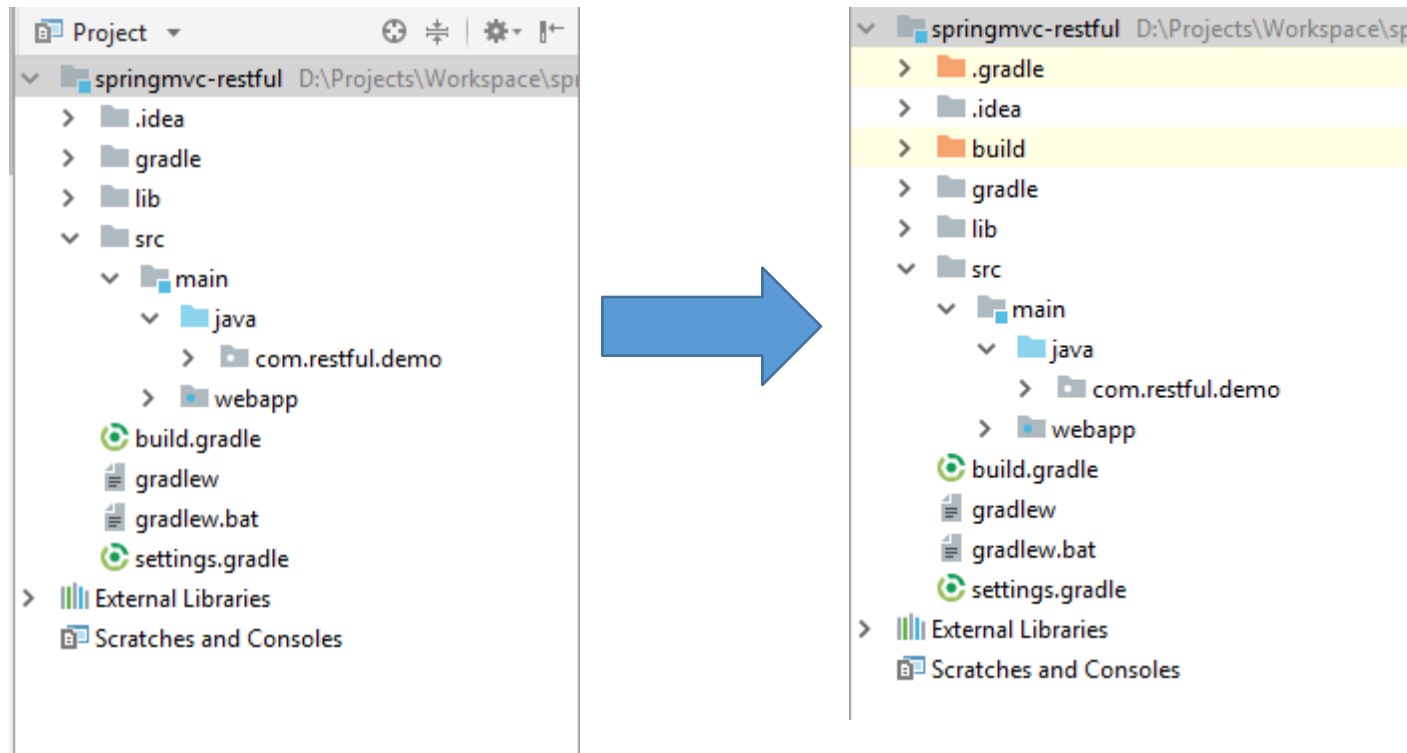 Project
springmvc-restful D:\Projects\Workspace\spr
.idea
gradle
lib
src
main
java
com.restful.demo
webapp
build.gradle
gradlew
gradlew.bat
settings.gradle
External Libraries
Scratches and Consoles
springmvc-restful D:\Projects\Workspace\sp
.gradle
.idea
build
gradle
lib
src
main
java
com.restful.demo
webapp
build.gradle
gradlew
gradlew.bat
settings.gradle
External Libraries
Scratches and Consoles